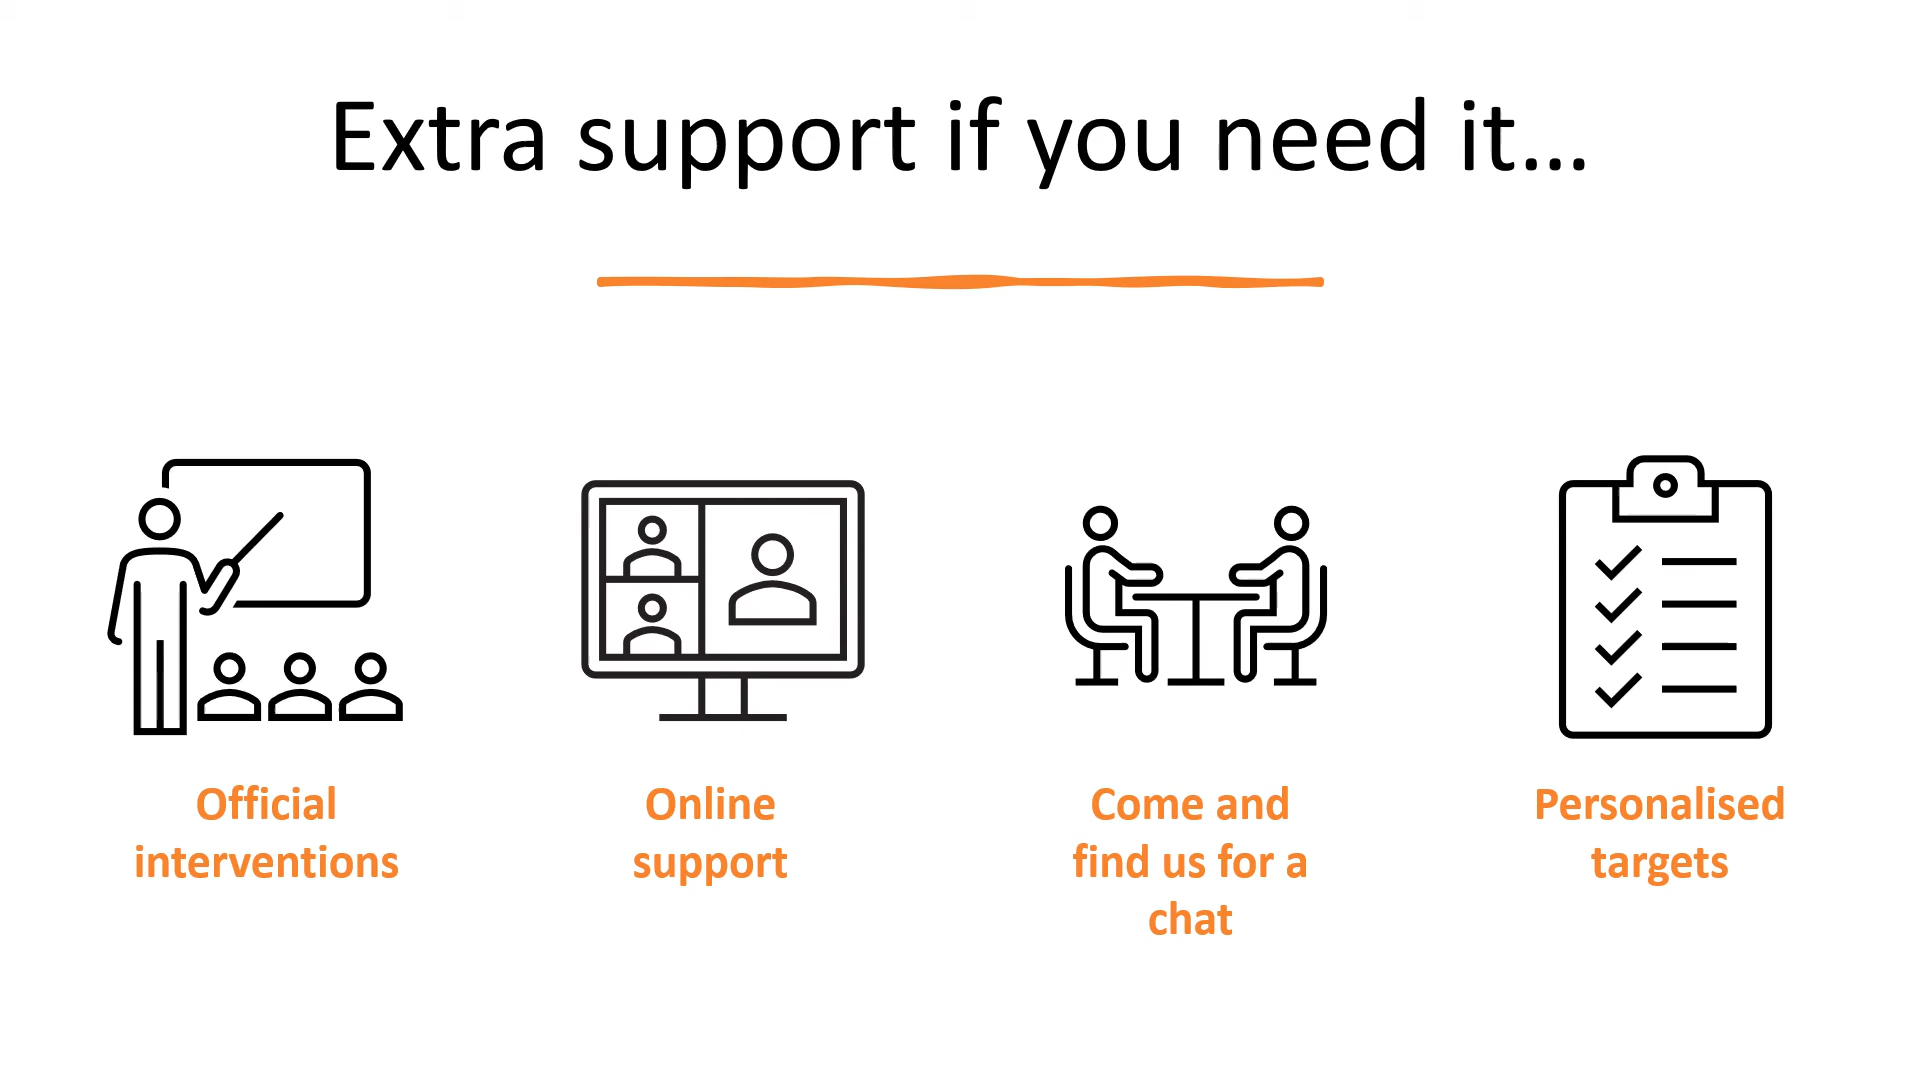 Extra support if you need it...
Official
interventions
Online
support
Come and
find us for a
chat
Personalised
targets